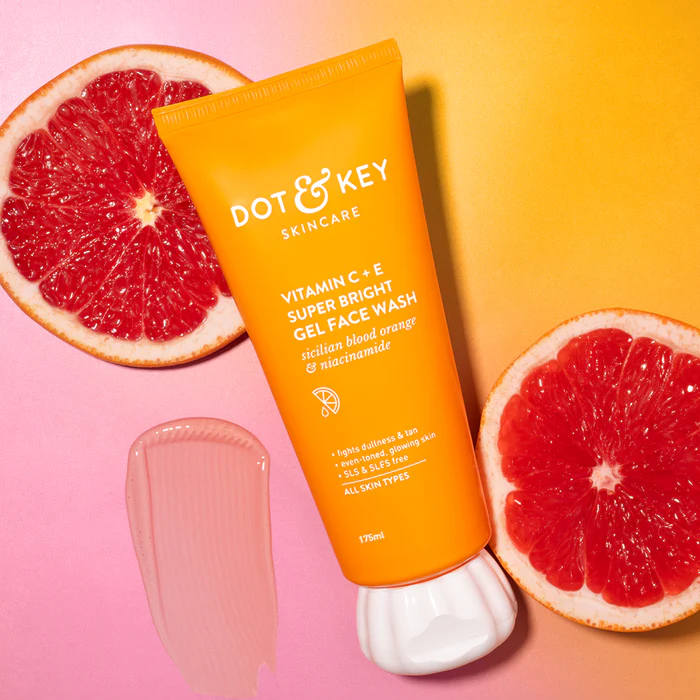 DOT & KEY
SKINCARE
VITAMIN C + E
SUPER BRIGHT
GEL FACE WASH
sicilian blood orange
& niacinamide
• fights dullness & tan
• even-toned, glowing skin
• SLS & SLES free
ALL SKIN TYPES
175ml